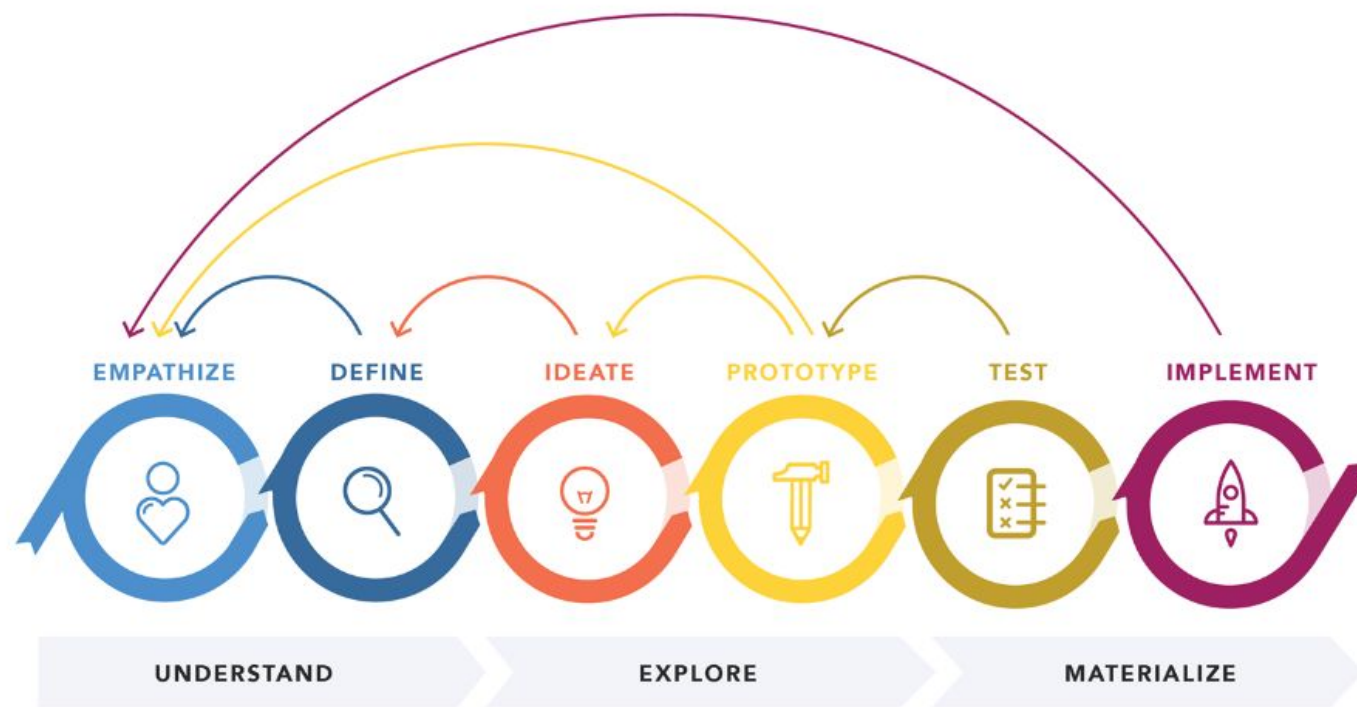 EMPATHIZE DEFINE IDEATE PROTOTYPE TEST IMPLEMENT
UNDERSTAND EXPLORE MATERIALIZE